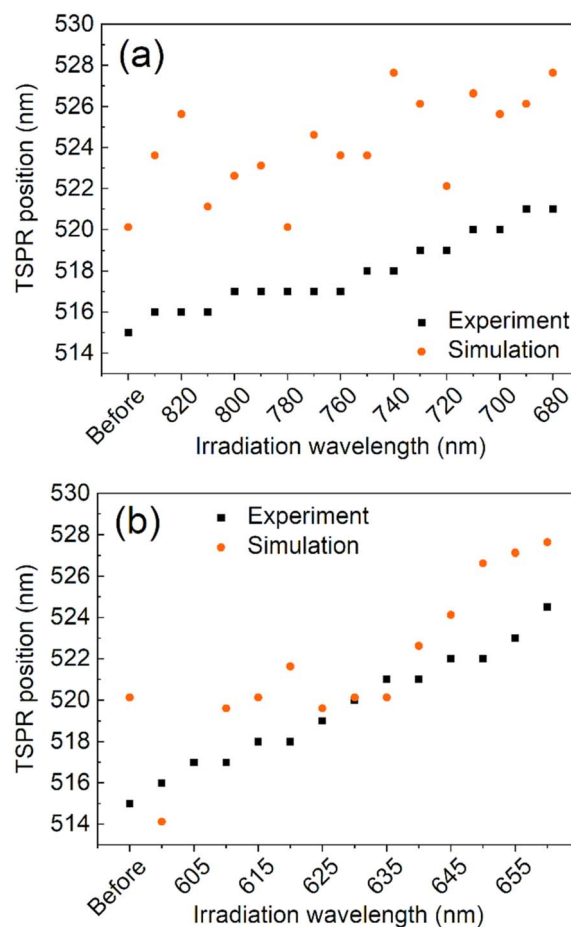 (a)
530
528
526
524
522
520
518
516
514
TSPR position (nm)
Experiment
Simulation
Before
820
800
780
760
740
720
700
680
Irradiation wavelength (nm)
(b)
Experiment
Simulation
530
528
526
524
522
520
518
516
514
TSPR position (nm)
Before
605
615
625
635
645
655
Irradiation wavelength (nm)